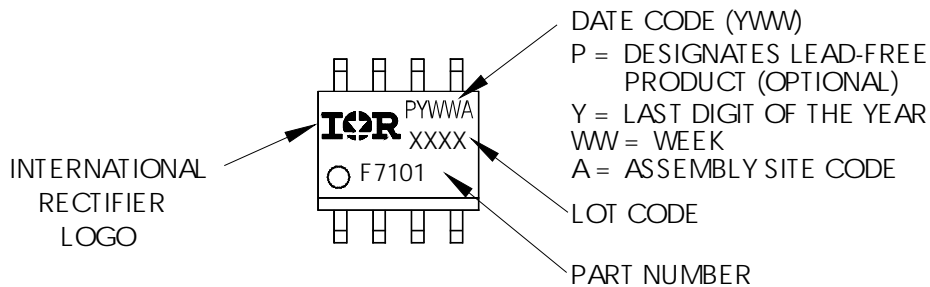 DATE CODE (YWW)
P = DESIGNATES LEAD-FREE
PRODUCT (OPTIONAL)
Y = LAST DIGIT OF THE YEAR
WW = WEEK
A = ASSEMBLY SITE CODE
LOT CODE
PART NUMBER
INTERNATIONAL
RECTIFIER
LOGO
PYWWA
IOR
XXXX
F7101